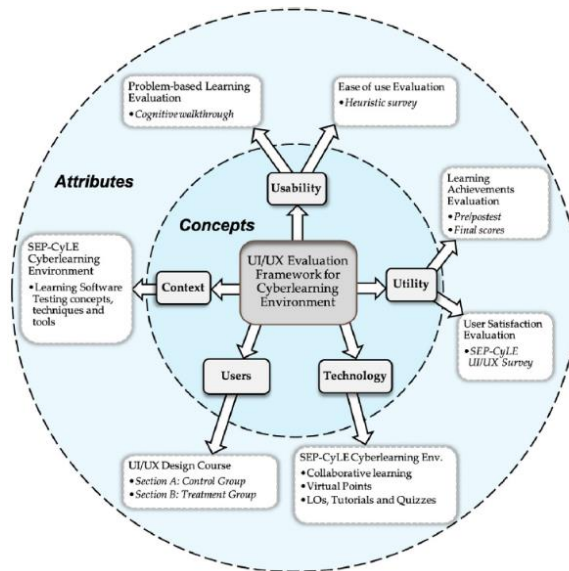 Problem-based Learning
Evaluation
•Cognitive walkthrough
Ease of use Evaluation
•Heuristic survey
Attributes
Usability
Learning
Achievements
Evaluation
•Pre/postest
•Final scores
Concepts
SEP-CyLE
Cyberlearning
Environment
•Learning Software
Testing concepts,
techniques and
tools
Context
UI/UX Evaluation
Framework for
Cyberlearning
Environment
Utility
User Satisfaction
Evaluation
•SEP-CyLE
UI/UX Survey
Users
Technology
UI/UX Design Course
•Section A: Control Group
•Section B: Treatment Group
SEP-CyLE Cyberlearning Env.
•Collaborative learning
•Virtual Points
•LOs, Tutorials and Quizzes